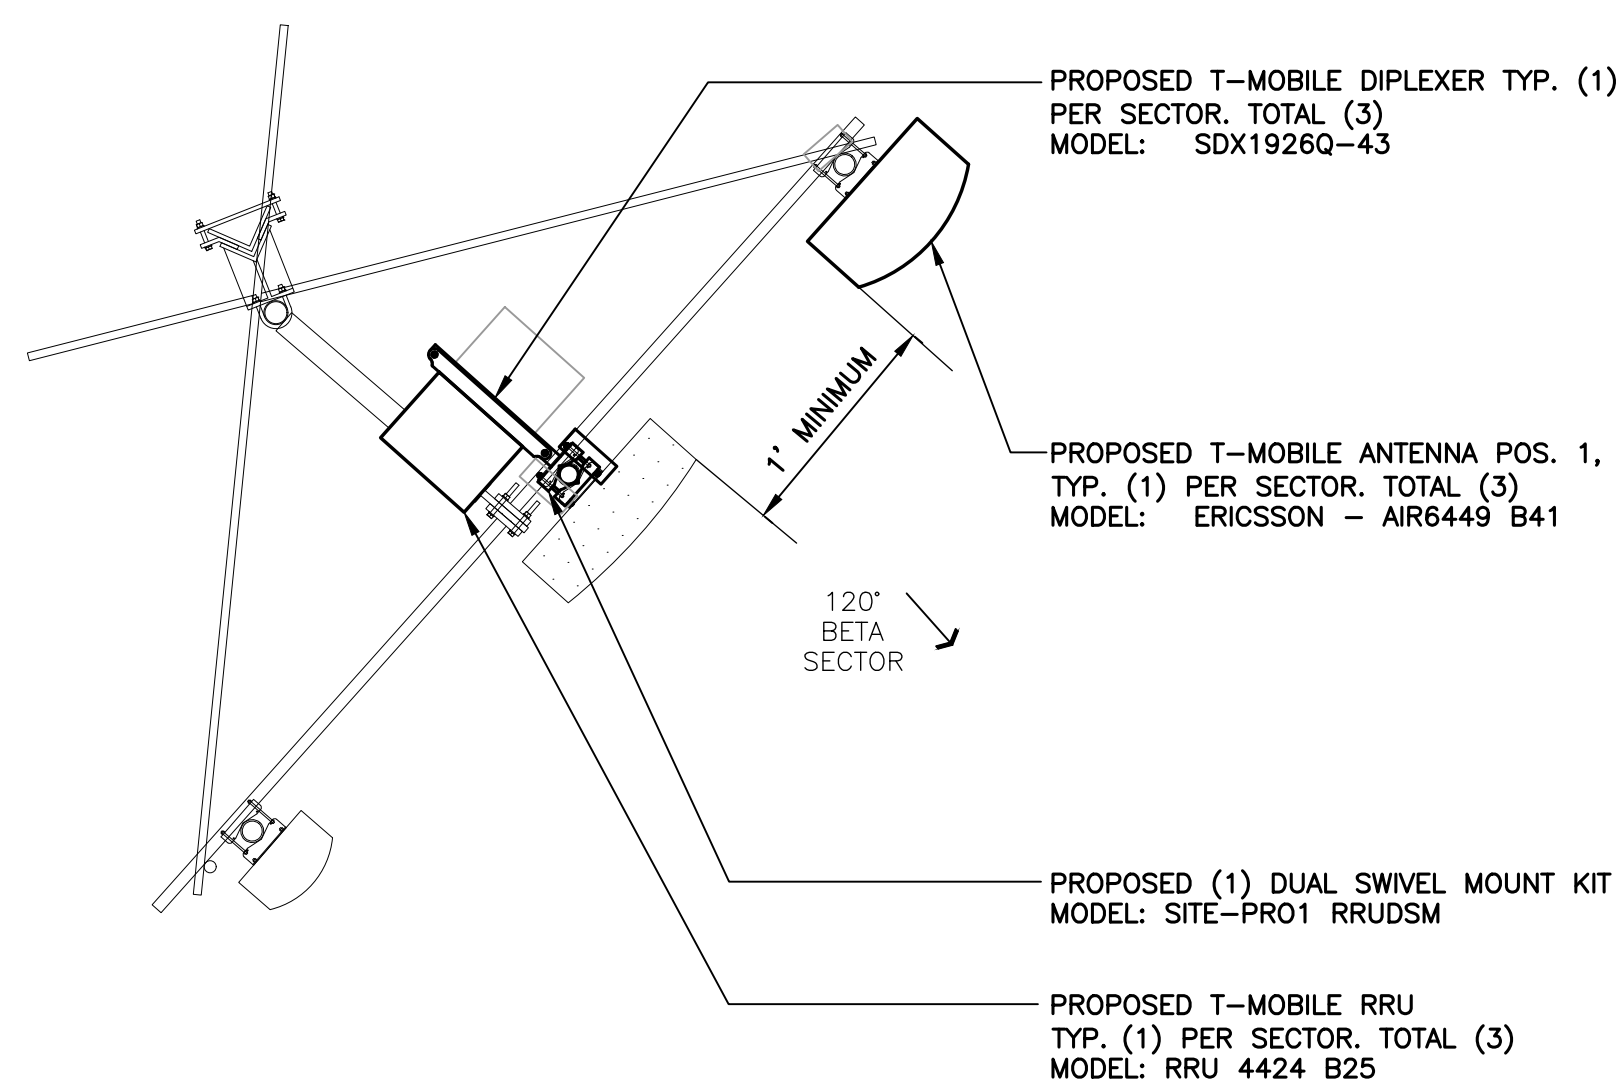 PROPOSED T-MOBILE DIPLEXER TYP. (1)
PER SECTOR. TOTAL (3)
MODEL: SDX1926Q-43
1' MINIMUM
PROPOSED T-MOBILE ANTENNA POS. 1,
TYP. (1) PER SECTOR. TOTAL (3)
MODEL: ERICSSON - AIR6449 B41
120°
BETA
SECTOR
PROPOSED (1) DUAL SWIVEL MOUNT KIT
MODEL: SITE-PRO1 RRUDSM
PROPOSED T-MOBILE RRU
TYP. (1) PER SECTOR. TOTAL (3)
MODEL: RRU 4424 B25